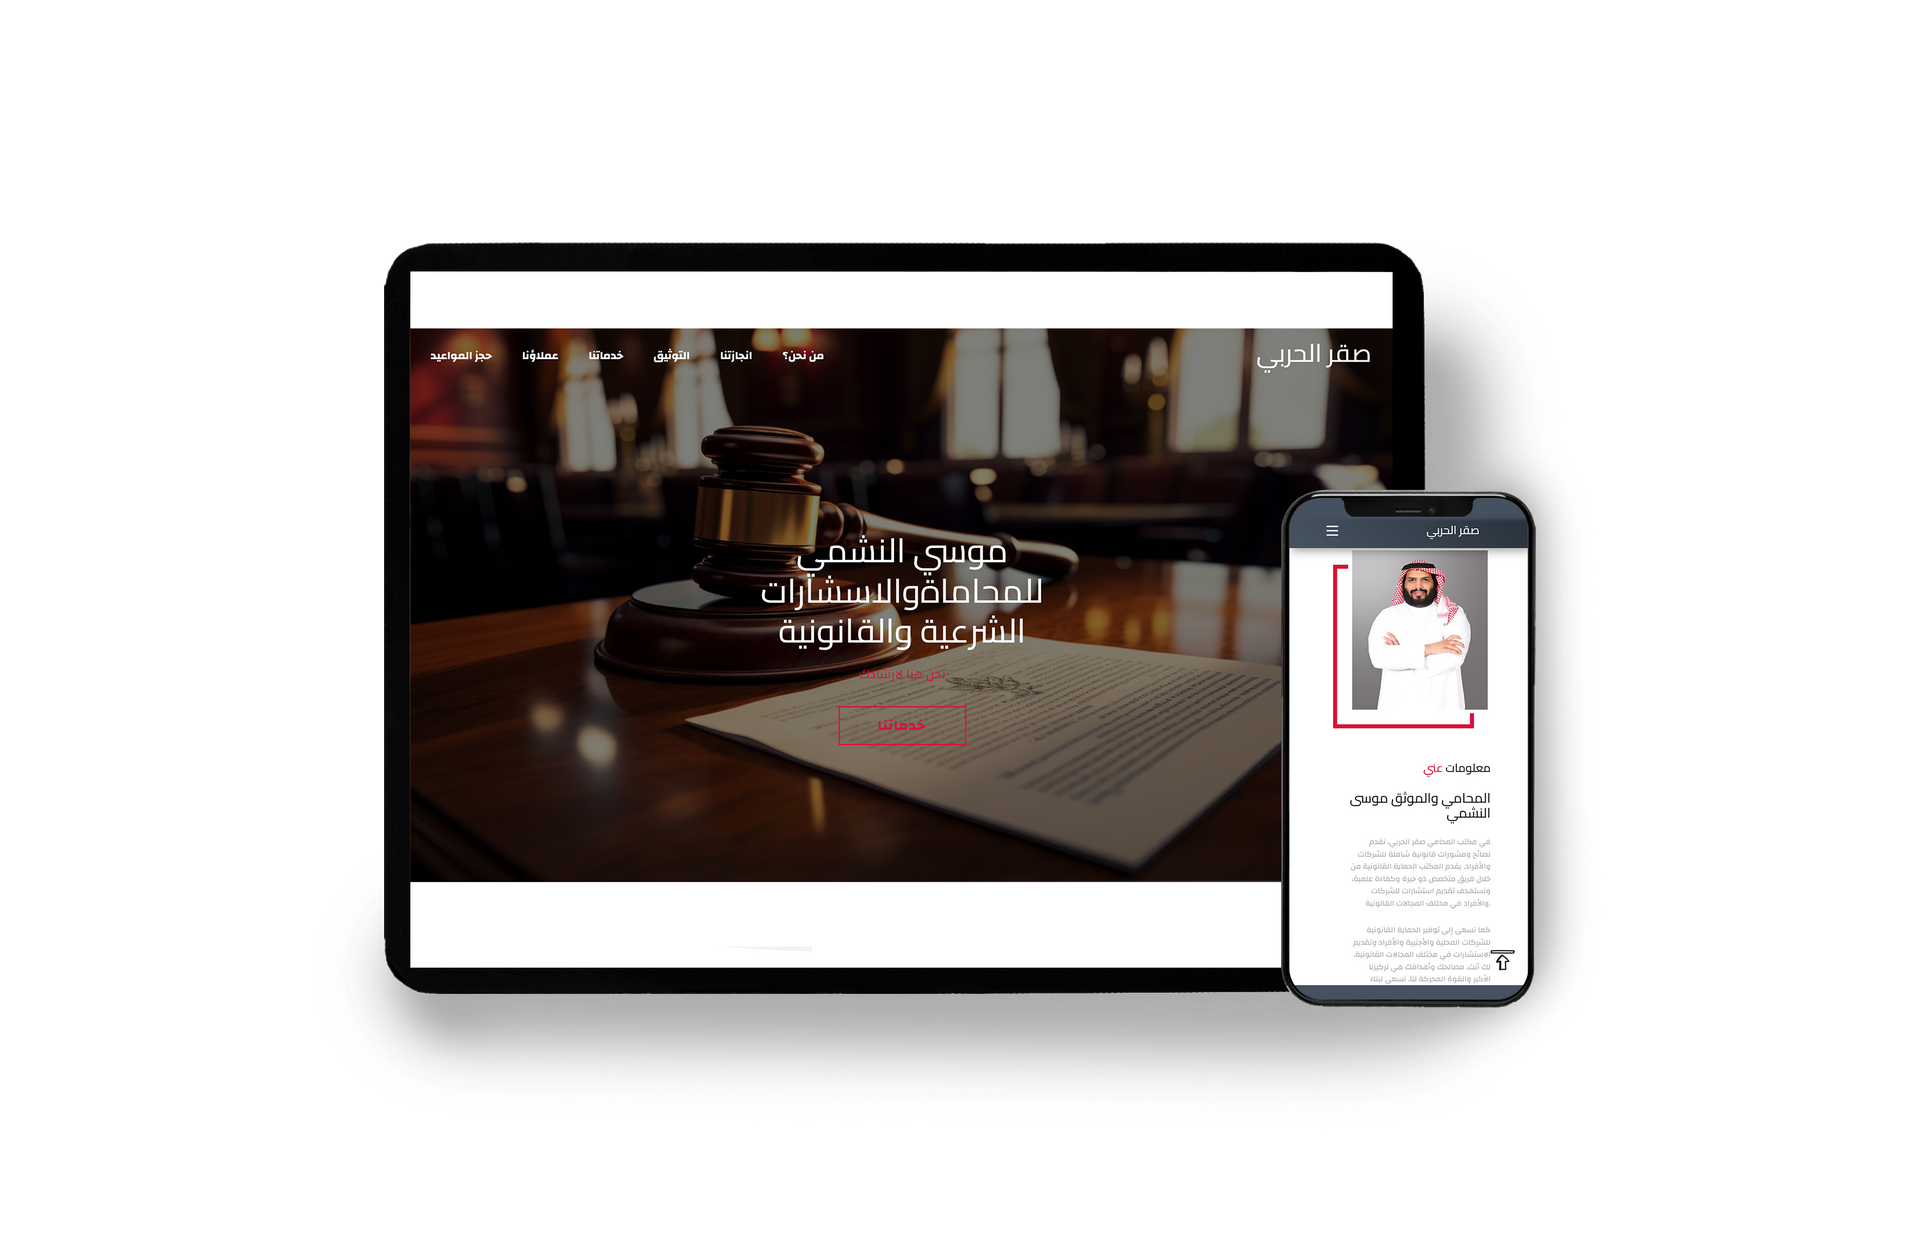 صقر الحربي
من نحن؟ انجازتنا التوثيق خدماتنا عملاؤنا حجز المواعيد
موسي النشمي
للمحاماةوالاسشارات
الشرعية والقانونية
نحن هنا لارشادك
خدماتنا
صقر الحربي
معلومات عني
المحامي والموثق موسى
النشمي
في مكتب المحامي صقر الحربي، نقدم
نصائح ومشورات قانونية شاملة للشركات
والأفراد. يقدم المكتب الحماية القانونية من
خلال فريق متخصص ذو خبرة وكفاءة علمية،
ونستهدف تقديم استشارات للشركات
والأفراد في مختلف المجالات القانونية.
كما نسعى إلى توفير الحماية القانونية
للشركات المحلية والأجنبية والأفراد وتقديم
الاستشارات في مختلف المجالات القانونية.
لك أنت. مصالحك وأهدافك هي تركيزنا
الأكبر والقوة المحركة لنا. نسعى لبناء